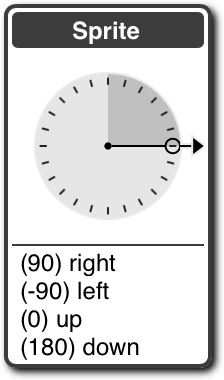 Sprite
(90) right
(-90) left
(0) up
(180) down